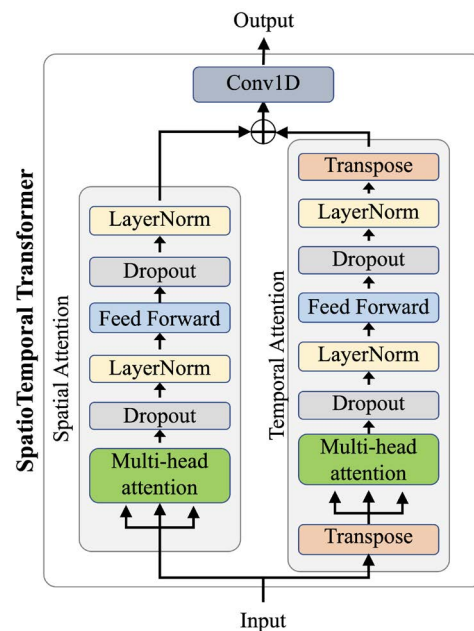 Output
Conv1D
SpatioTemporal Transformer
Spatial Attention
LayerNorm
Dropout
Feed Forward
LayerNorm
Dropout
Multi-head
attention
Temporal Attention
Transpose
LayerNorm
Dropout
Feed Forward
LayerNorm
Dropout
Multi-head
attention
Transpose
Input